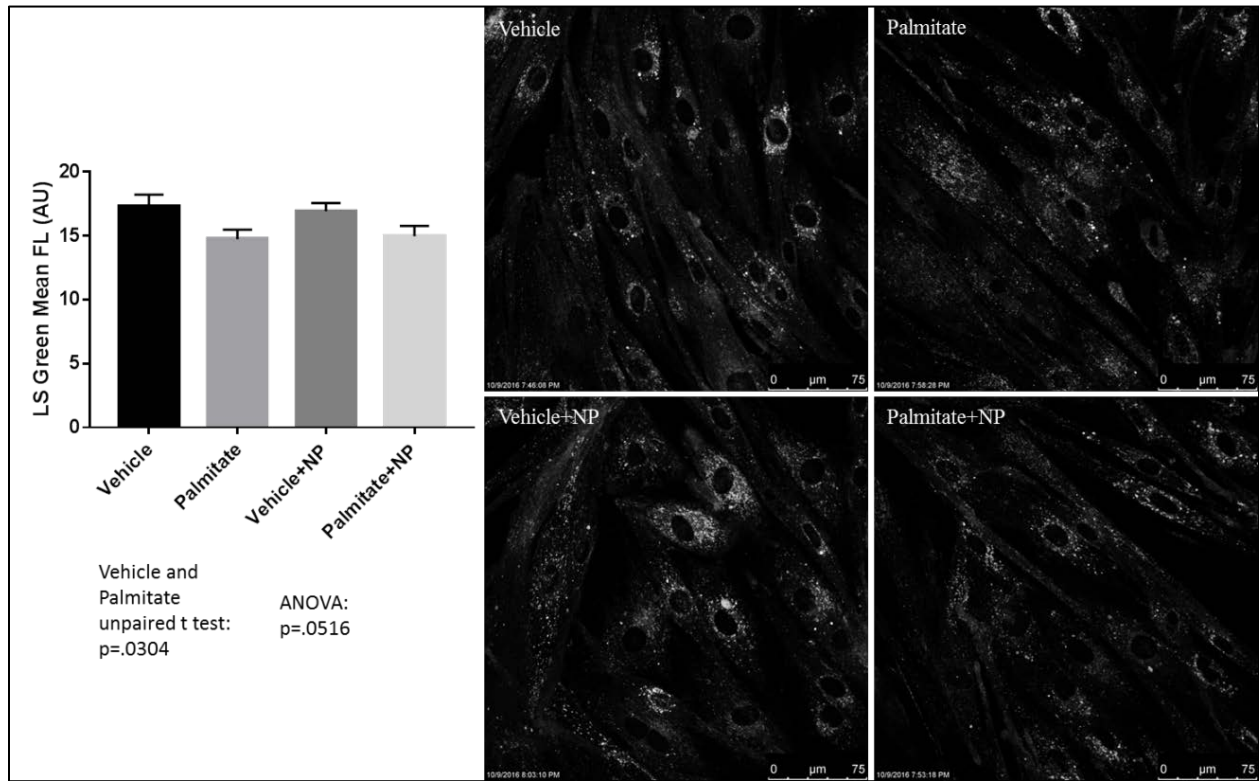 LS Green Mean FL (AU)
20
15
10
5
0
Vehicle
Palmitate
Vehicle+NP
Palmitate+NP
Vehicle and
Palmitate
unpaired t test:
p=.0304
ANOVA:
p=.0516
Vehicle
10/9/2016 7:46:08 PM
0 µm 75
Palmitate
10/9/2016 7:58:28 PM
0 µm 75
Vehicle+NP
10/9/2016 8:03:10 PM
0 µm 75
Palmitate+NP
10/9/2016 7:53:18 PM
0 µm 75